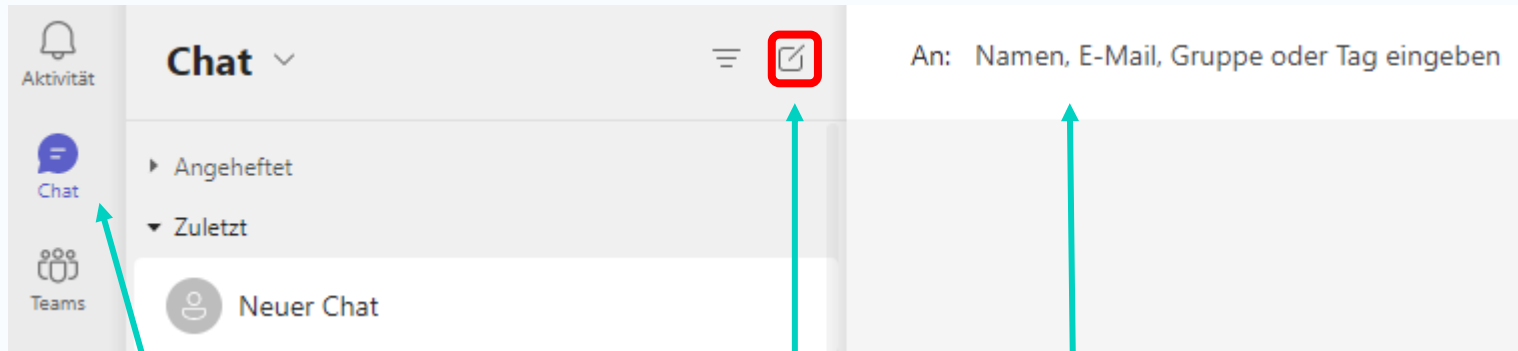 Aktivität
Chat
Teams
Chat
Angeheftet
Zuletzt
Neuer Chat
An: Namen, E-Mail, Gruppe oder Tag eingeben